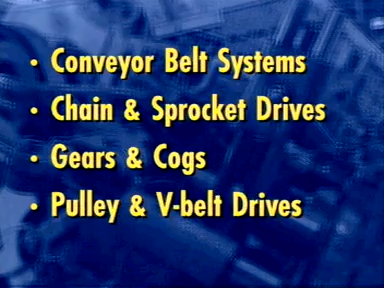 • Conveyor Belt Systems
• Chain & Sprocket Drives
• Gears & Cogs
• Pulley & V-belt Drives